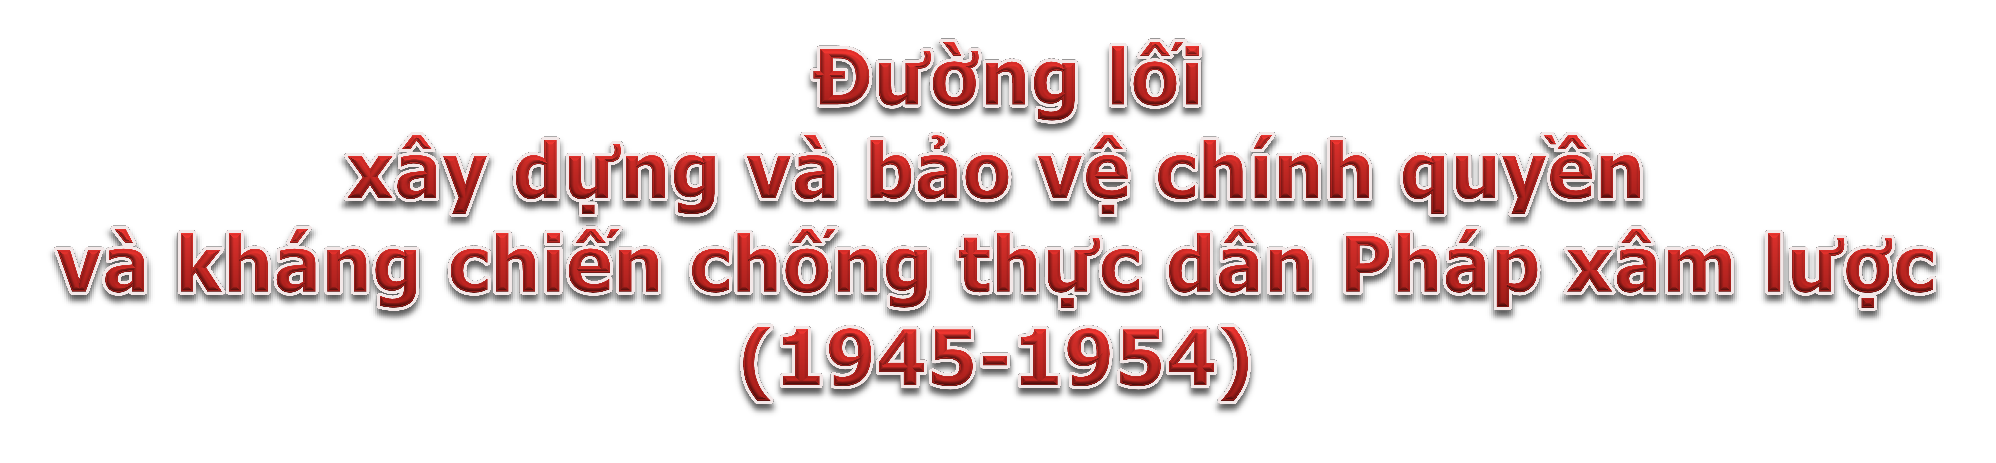 Đường lối
xây dựng và bảo vệ chính quyền
và kháng chiến chống thực dân Pháp xâm lược
(1945-1954)